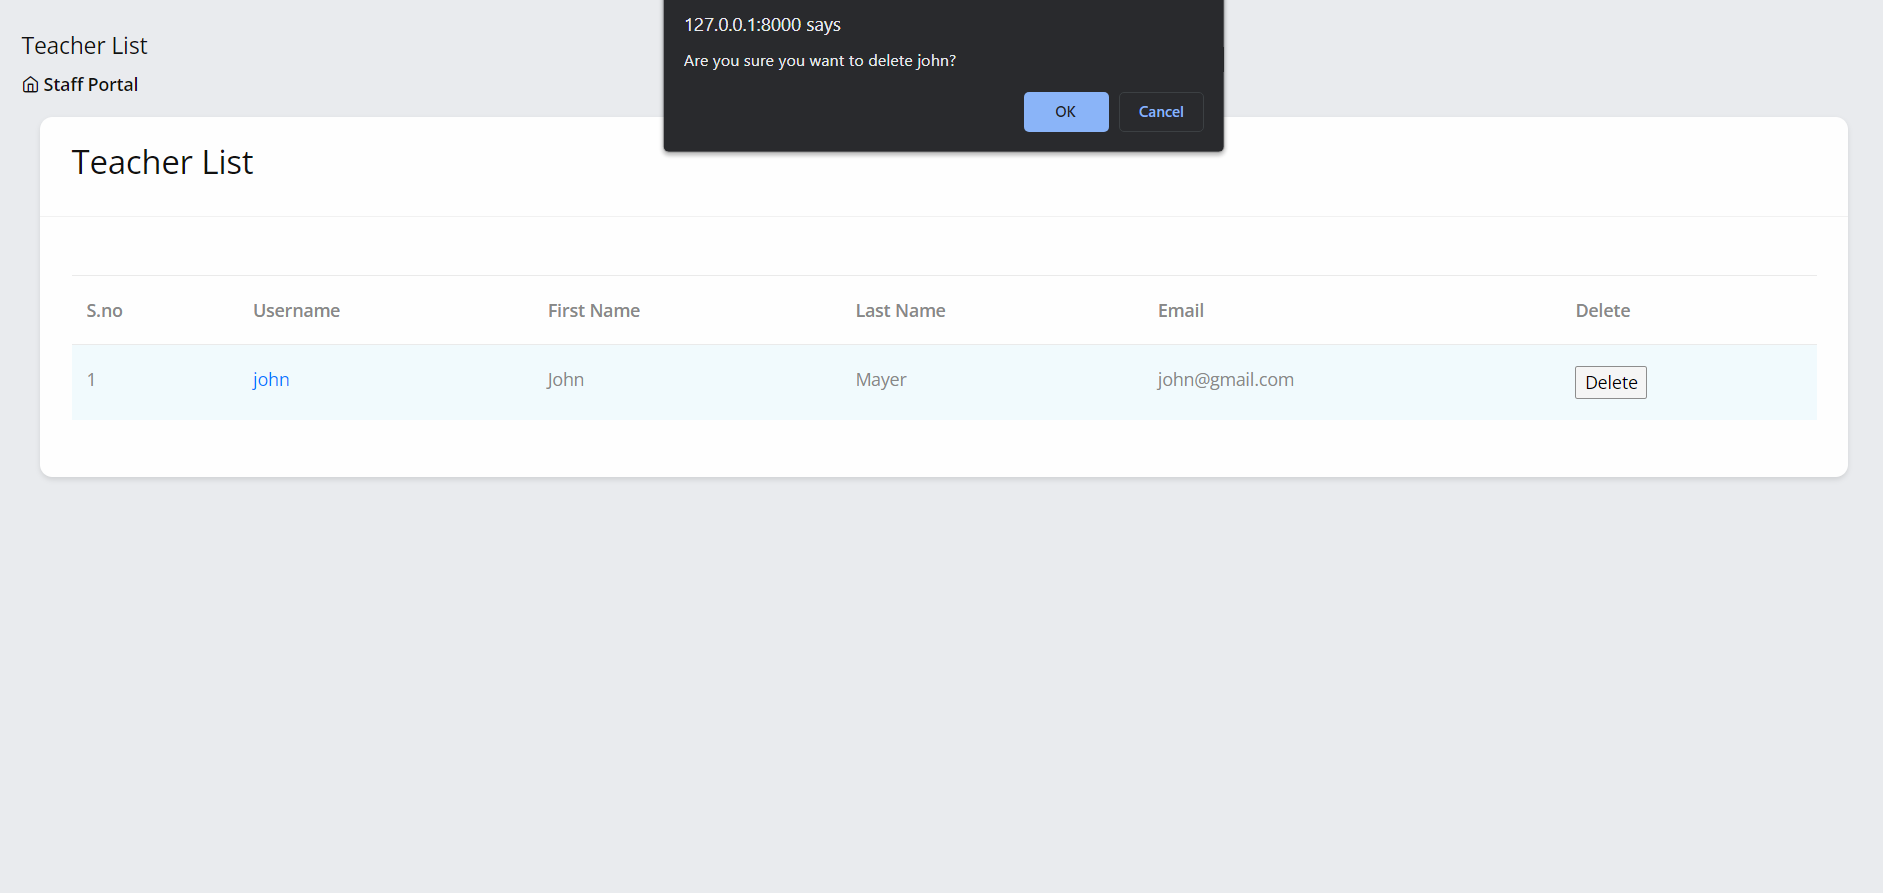 127.0.0.1:8000 says
Are you sure you want to delete john?
OK Cancel
Teacher List
Staff Portal
Teacher List
S.no Username First Name Last Name Email Delete
1 john John Mayer john@gmail.com Delete